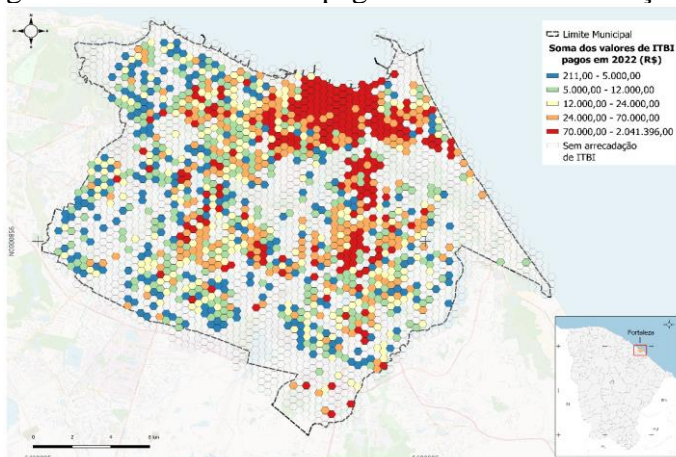 Limite Municipal
Soma dos valores de ITBI
pagos em 2022 (R$)
211,00 - 5.000,00
5.000,00 - 12.000,00
12.000,00 - 24.000,00
24.000,00 - 70.000,00
70.000,00 - 2.041.396,00
Sem arrecadação
de ITBI
Fortaleza
0 2 4 6 km